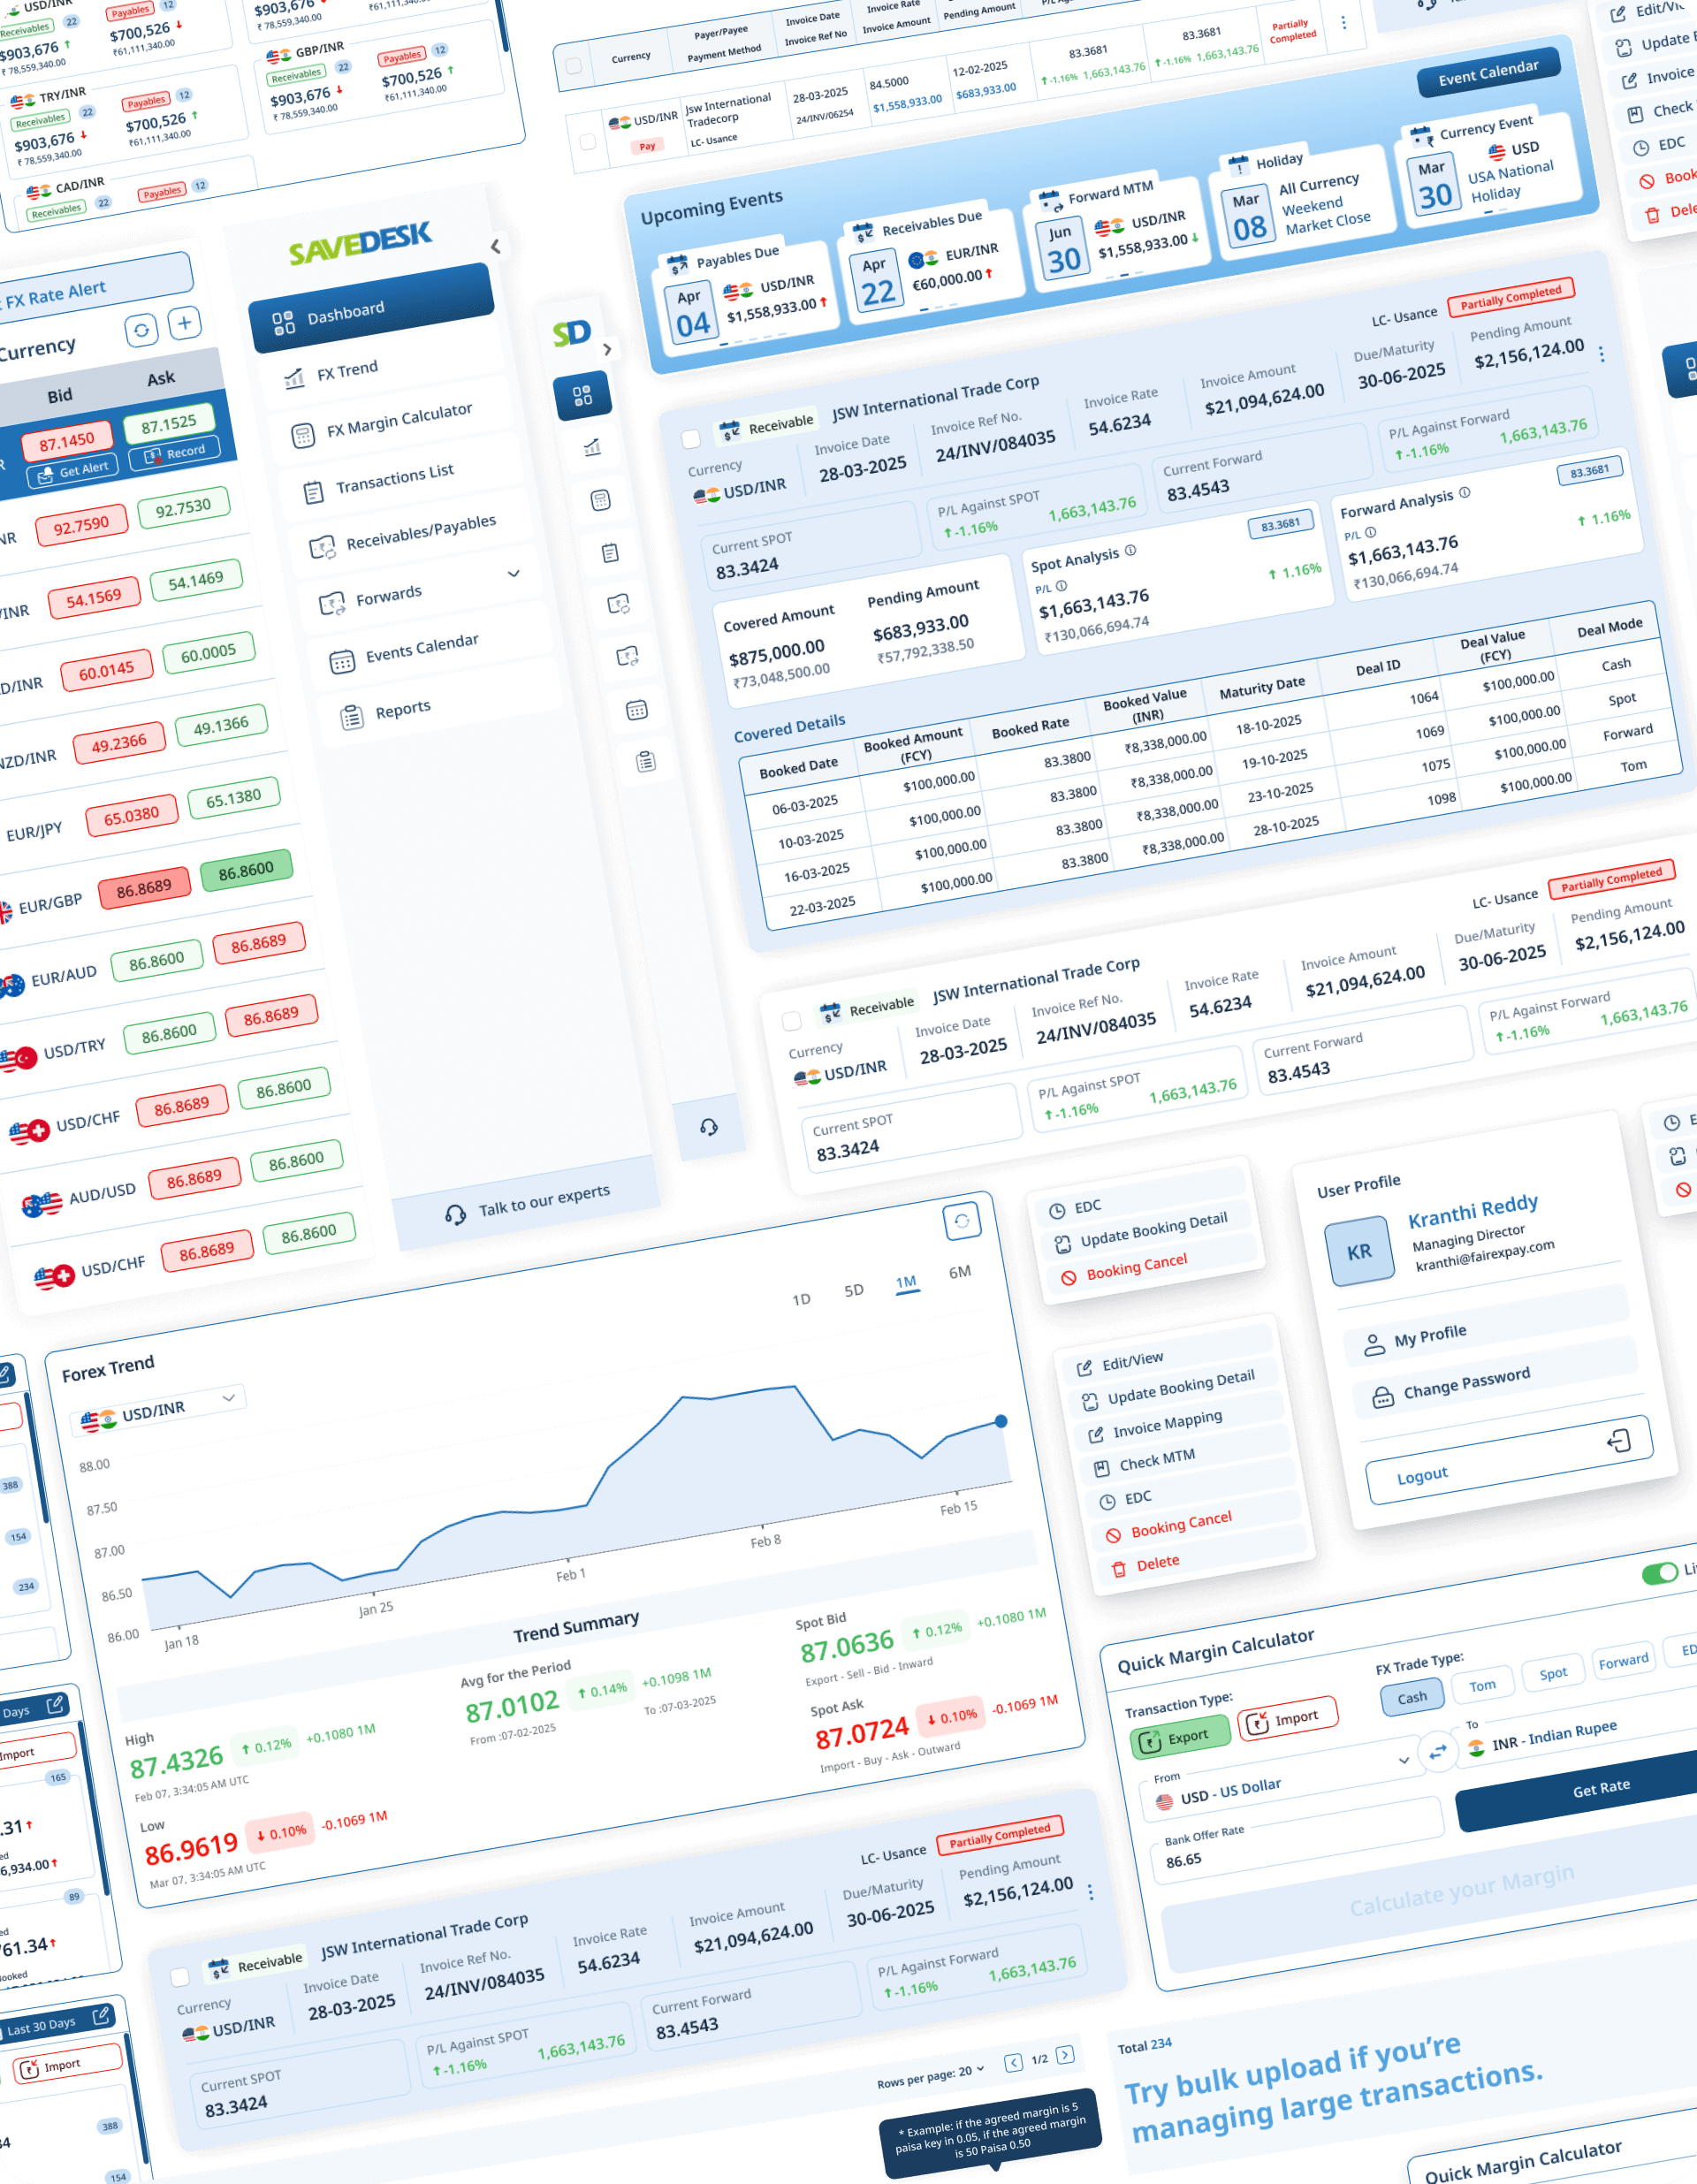 USD/INR
Receivables 22
$903,676
₹ 78,559,340.00
Payables 12
$700,526
₹61,111,340.00
TRY/INR
Receivables 22
$903,676
₹ 78,559,340.00
Payables 12
$700,526
₹61,111,340.00
CAD/INR
Receivables 22
Payables 12
$903,676
₹ 78,559,340.00
₹61,111,340.00
GBP/INR
Receivables 22
$903,676
₹ 78,559,340.00
Payables 12
$700,526
₹61,111,340.00
Currency
Payer/Payee
Payment Method
Invoice Date
Invoice Ref No
Invoice Rate
Invoice Amount
Pending Amount
USD/INR
Pay
Jsw International
Tradecorp
LC- Usance
28-03-2025
24/INV/06254
84.5000
$1,558,933.00
12-02-2025
$683,933.00
83.3681
-1.16% 1,663,143.76
83.3681
-1.16% 1,663,143.76
Partially
Completed
Upcoming Events
Event Calendar
Payables Due
Apr
04
USD/INR
$1,558,933.00
Receivables Due
Apr
22
EUR/INR
€60,000.00
Forward MTM
Jun
30
USD/INR
$1,558,933.00
Holiday
Mar
08
All Currency
Weekend
Market Close
Currency Event
Mar
30
USD
USA National
Holiday
Edit/Vi
Update
Invoice
Check
EDC
Book
Dele
FX Rate Alert
Currency
Bid
Ask
87.1450
87.1525
Get Alert
Record
92.7590
92.7530
/INR
54.1569
54.1469
D/INR
60.0145
60.0005
NZD/INR
49.2366
49.1366
EUR/JPY
65.0380
65.1380
EUR/GBP
86.8689
86.8600
EUR/AUD
86.8600
86.8689
USD/TRY
86.8600
86.8689
USD/CHF
86.8689
86.8600
AUD/USD
86.8689
86.8600
USD/CHF
86.8689
86.8600
SAVEDESK
Dashboard
FX Trend
FX Margin Calculator
Transactions List
Receivables/Payables
Forwards
Events Calendar
Reports
Talk to our experts
SD
Receivable
JSW International Trade Corp
LC- Usance
Partially Completed
Currency
USD/INR
Invoice Date
28-03-2025
Invoice Ref No.
24/INV/084035
Invoice Rate
54.6234
Invoice Amount
$21,094,624.00
Due/Maturity
30-06-2025
Pending Amount
$2,156,124.00
Current SPOT
83.3424
P/L Against SPOT
-1.16% 1,663,143.76
Current Forward
83.4543
P/L Against Forward
-1.16% 1,663,143.76
Covered Amount
$875,000.00
₹73,048,500.00
Pending Amount
$683,933.00
₹57,792,338.50
Spot Analysis
83.3681
P/L
$1,663,143.76
1.16%
₹130,066,694.74
Forward Analysis
83.3681
P/L
$1,663,143.76
1.16%
₹130,066,694.74
Covered Details
Booked Date
Booked Amount
(FCY)
Booked Rate
Booked Value
(INR)
Maturity Date
Deal ID
Deal Value
(FCY)
Deal Mode
06-03-2025 $100,000.00 83.3800 ₹8,338,000.00 18-10-2025 1064 $100,000.00 Cash
10-03-2025 $100,000.00 83.3800 ₹8,338,000.00 19-10-2025 1069 $100,000.00 Spot
16-03-2025 $100,000.00 83.3800 ₹8,338,000.00 23-10-2025 1075 $100,000.00 Forward
22-03-2025 $100,000.00 83.3800 ₹8,338,000.00 28-10-2025 1098 $100,000.00 Tom
Receivable
JSW International Trade Corp
LC- Usance
Partially Completed
Currency
USD/INR
Invoice Date
28-03-2025
Invoice Ref No.
24/INV/084035
Invoice Rate
54.6234
Invoice Amount
$21,094,624.00
Due/Maturity
30-06-2025
Pending Amount
$2,156,124.00
Current SPOT
83.3424
P/L Against SPOT
-1.16% 1,663,143.76
Current Forward
83.4543
P/L Against Forward
-1.16% 1,663,143.76
EDC
Update Booking Detail
Booking Cancel
Edit/View
Update Booking Detail
Invoice Mapping
Check MTM
EDC
Booking Cancel
Delete
User Profile
KR
Kranthi Reddy
Managing Director
kranthi@fairexpay.com
My Profile
Change Password
Logout
Forex Trend
1D
5D
1M
6M
USD/INR
88.00
87.50
87.00
86.50
86.00
Jan 18
Jan 25
Feb 1
Feb 8
Feb 15
Trend Summary
High
87.4326
0.12%
+0.1080 1M
Feb 07, 3:34:05 AM UTC
Low
86.9619
0.10%
-0.1069 1M
Mar 07, 3:34:05 AM UTC
Avg for the Period
87.0102
0.14%
+0.1098 1M
From :07-02-2025
To :07-03-2025
Spot Bid
87.0636
0.12%
+0.1080 1M
Export - Sell - Bid - Inward
Spot Ask
87.0724
0.10%
-0.1069 1M
Import - Buy - Ask - Outward
388
154
234
Days
Import
165
.31
6,934.00
89
761.34
Last 30 Days
Import
388
154
Quick Margin Calculator
Transaction Type:
Export
Import
FX Trade Type:
Cash
Tom
Spot
Forward
From
USD - US Dollar
To
INR - Indian Rupee
Bank Offer Rate
86.65
Get Rate
Calculate your Margin
Receivable
JSW International Trade Corp
LC- Usance
Partially Completed
Currency
USD/INR
Invoice Date
28-03-2025
Invoice Ref No.
24/INV/084035
Invoice Rate
54.6234
Invoice Amount
$21,094,624.00
Due/Maturity
30-06-2025
Pending Amount
$2,156,124.00
Current SPOT
83.3424
P/L Against SPOT
-1.16% 1,663,143.76
Current Forward
83.4543
P/L Against Forward
-1.16% 1,663,143.76
Rows per page: 20
1/2
Total 234
Try bulk upload if you’re
managing large transactions.
* Example: if the agreed margin is 5
paisa key in 0.05, if the agreed margin
is 50 Paisa 0.50
Quick Margin Calculator